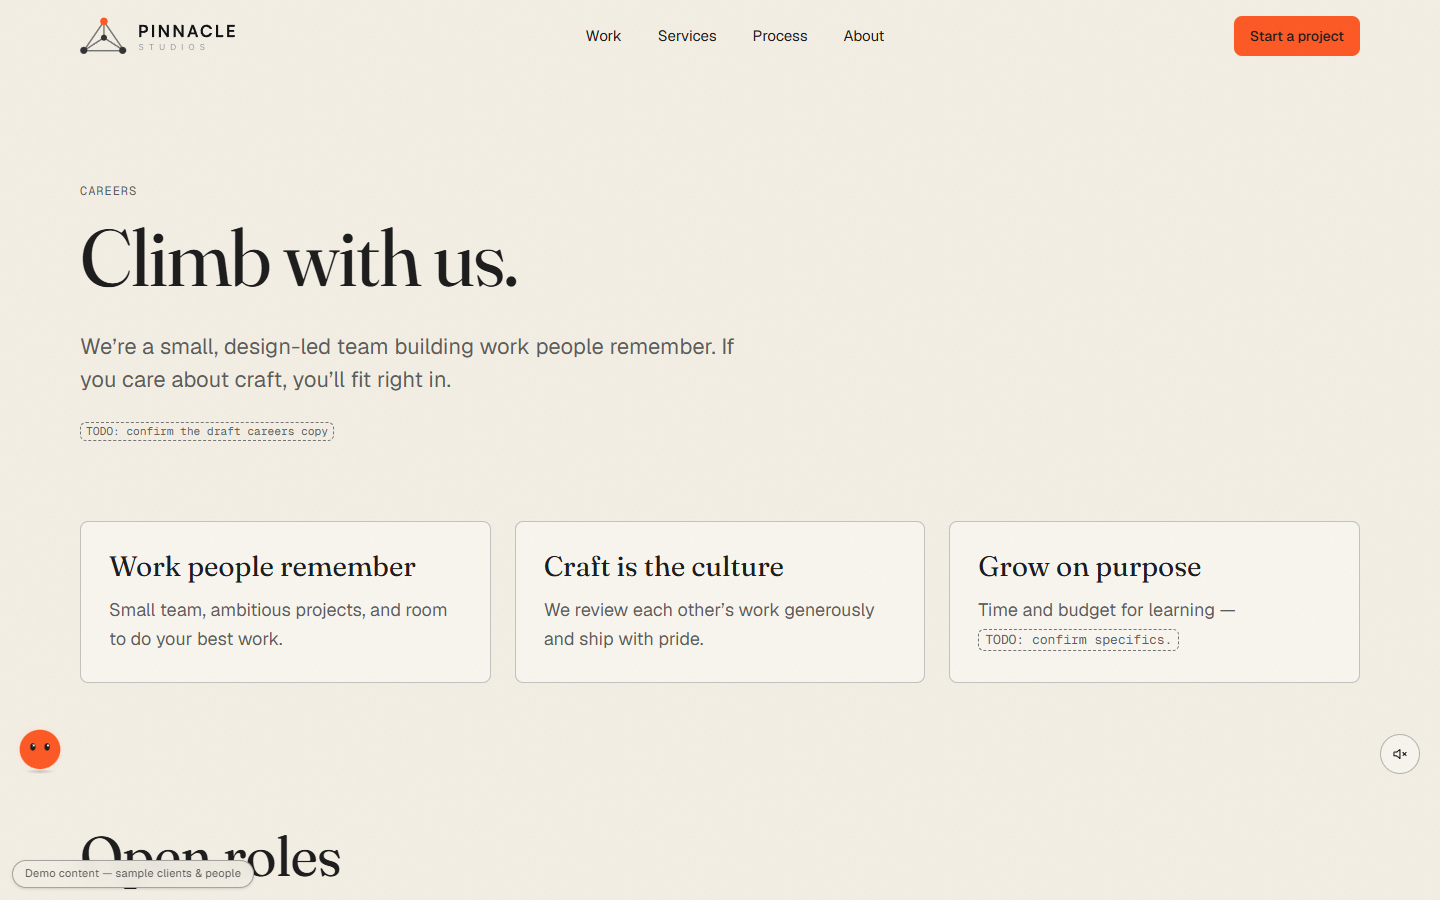 PINNACLE
STUDIOS
Work Services Process About
Start a project
CAREERS
Climb with us.
We’re a small, design-led team building work people remember. If
you care about craft, you’ll fit right in.
TODO: confirm the draft careers copy
Work people remember
Small team, ambitious projects, and room
to do your best work.
Craft is the culture
We review each other’s work generously
and ship with pride.
Grow on purpose
Time and budget for learning —
TODO: confirm specifics.
Open roles
Demo content — sample clients & people